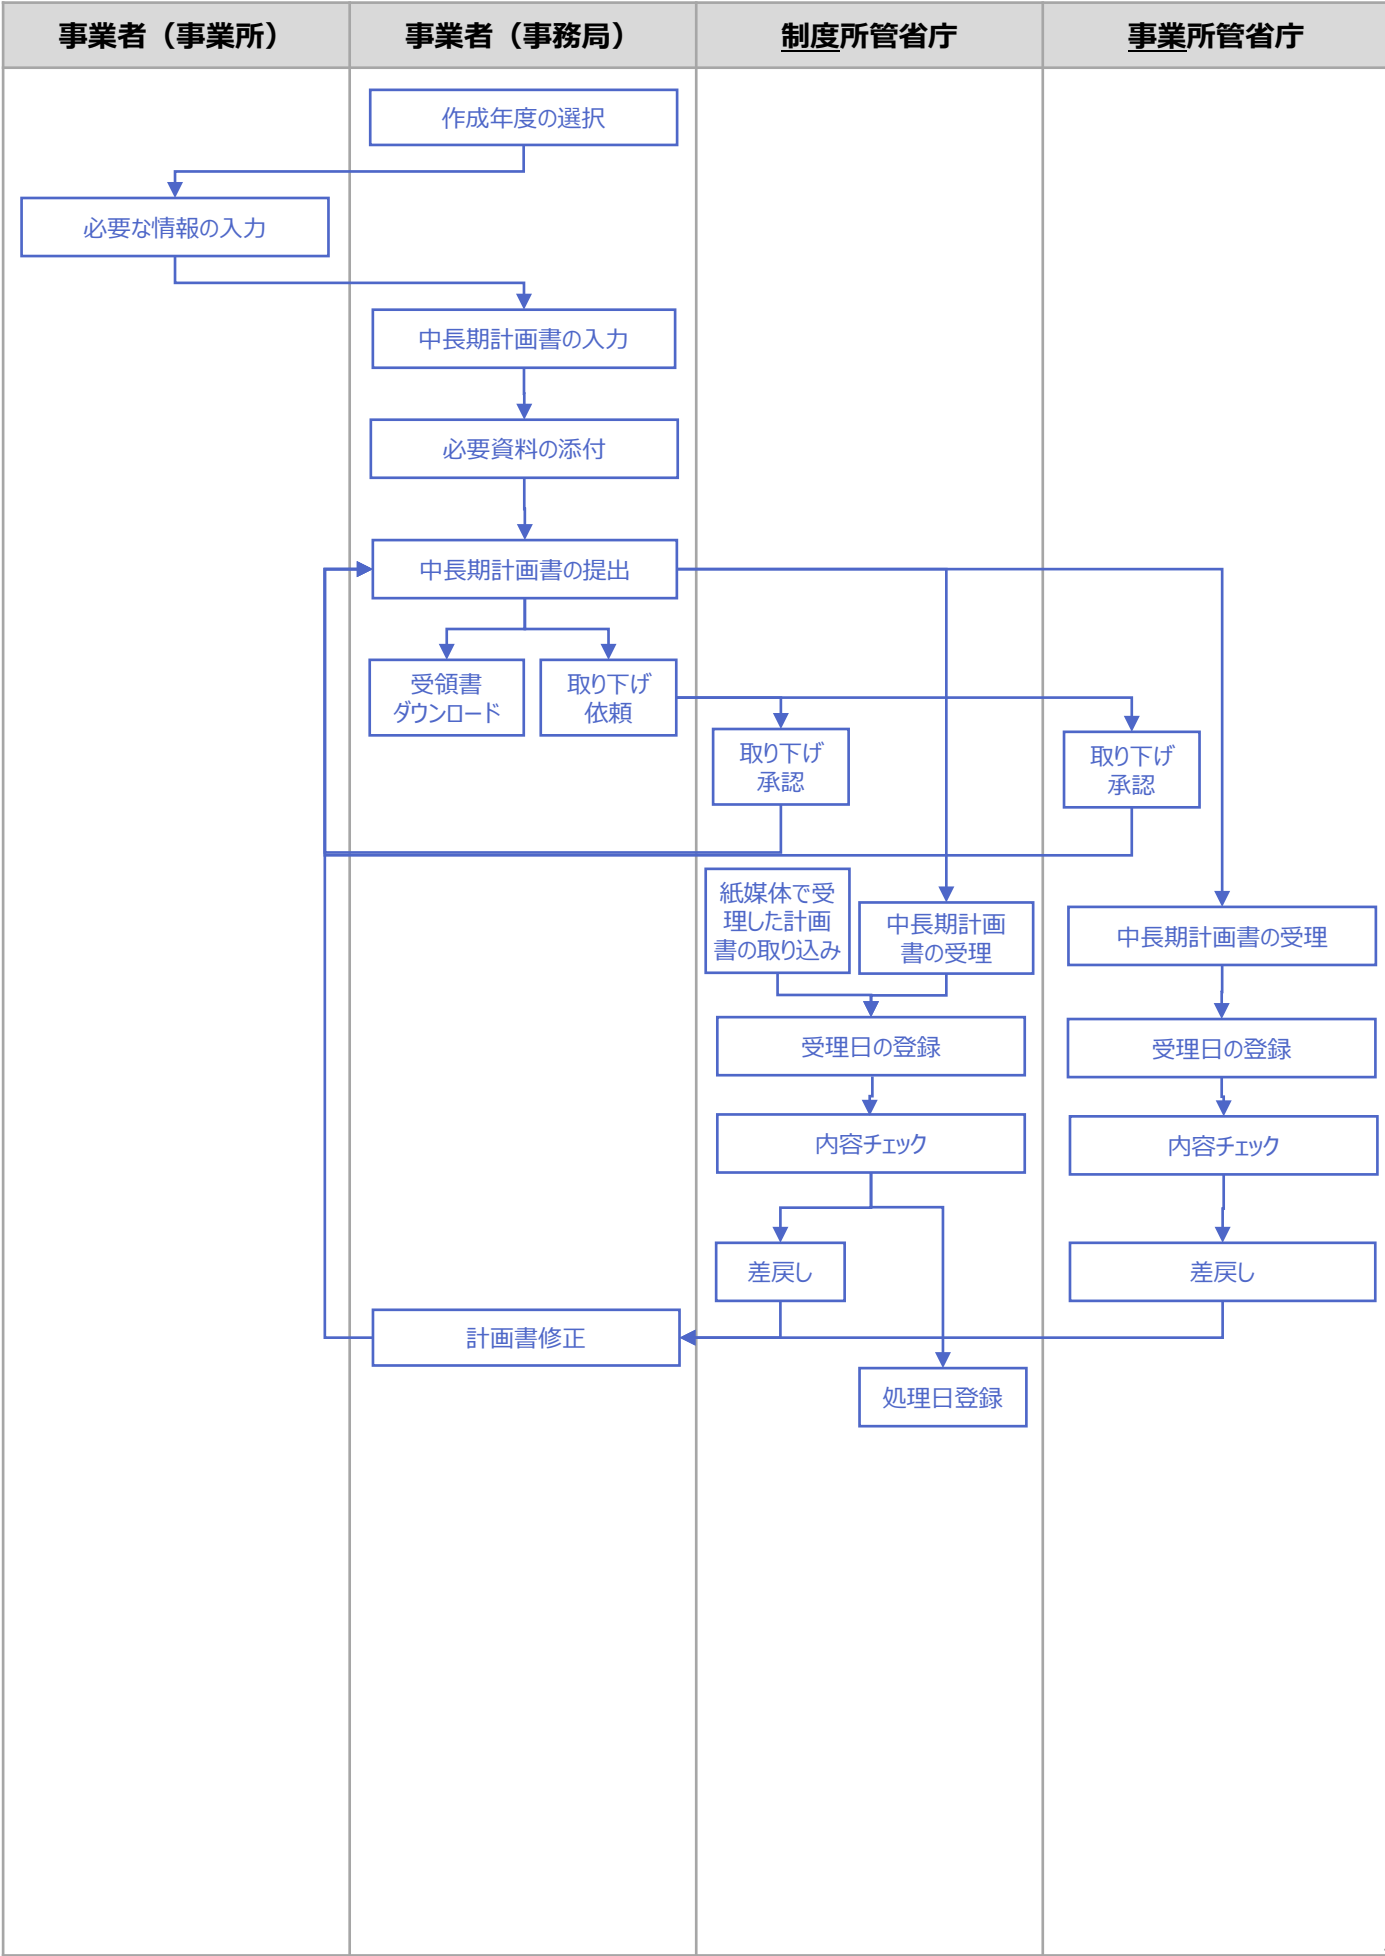 事業者（事業所）
事業者（事務局）
制度所管省庁
事業所管省庁
作成年度の選択
必要な情報の入力
中長期計画書の入力
必要資料の添付
中長期計画書の提出
受領書
ダウンロード
取り下げ
依頼
取り下げ
承認
取り下げ
承認
紙媒体で受
理した計画
書の取り込み
中長期計画
書の受理
中長期計画書の受理
受理日の登録
受理日の登録
内容チェック
内容チェック
差戻し
差戻し
計画書修正
処理日登録